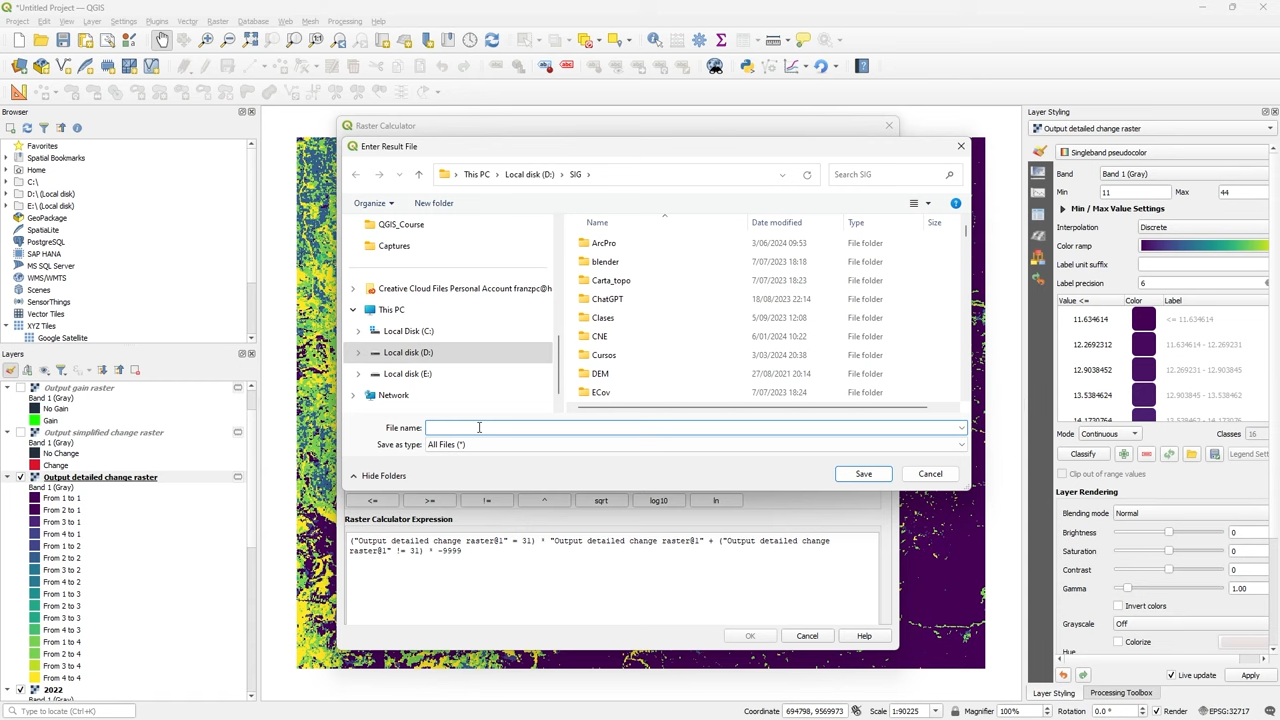 *Untitled Project — QGIS
Project Edit View Layer Settings Plugins Vector Raster Database Web Mesh Processing Help
Browser
Favorites
Spatial Bookmarks
Home
C:\
D:\ (Local disk)
E:\ (Local disk)
GeoPackage
SpatiaLite
PostgreSQL
SAP HANA
MS SQL Server
WMS/WMTS
Scenes
SensorThings
Vector Tiles
XYZ Tiles
Google Satellite
Layers
Output gain raster
Band 1 (Gray)
No Gain
Gain
Output simplified change raster
Band 1 (Gray)
No Change
Change
Output detailed change raster
Band 1 (Gray)
From 1 to 1
From 2 to 1
From 3 to 1
From 4 to 1
From 1 to 2
From 2 to 2
From 3 to 2
From 4 to 2
From 1 to 3
From 2 to 3
From 3 to 3
From 4 to 3
From 1 to 4
From 2 to 4
From 3 to 4
From 4 to 4
2022
Raster Calculator
Enter Result File
This PC > Local disk (D:) > SIG >
Search SIG
Organize
New folder
QGIS_Course
Captures
Creative Cloud Files Personal Account franzpc@h
This PC
Local Disk (C:)
Local disk (D:)
Local disk (E:)
Network
Name Date modified Type Size
ArcPro 3/06/2024 09:53 File folder
blender 7/07/2023 18:18 File folder
Carta_topo 7/07/2023 18:23 File folder
ChatGPT 18/08/2023 22:14 File folder
Clases 5/09/2023 12:08 File folder
CNE 6/01/2024 10:22 File folder
Cursos 3/03/2024 20:38 File folder
DEM 27/08/2021 20:14 File folder
ECov 7/07/2023 18:24 File folder
File name:
Save as type: All Files (*)
Hide Folders
Save
Cancel
<= >= != ^ sqrt log10 ln
Raster Calculator Expression
("Output detailed change raster@1" = 31) * "Output detailed change raster@1" + ("Output detailed change
raster@1" != 31) * -9999
OK Cancel Help
Layer Styling
Output detailed change raster
Singleband pseudocolor
Band Band 1 (Gray)
Min 11 Max 44
Min / Max Value Settings
Interpolation Discrete
Color ramp
Label unit suffix
Label precision 6
Value <= Color Label
11.634614 <= 11.634614
12.2692312 11.634614 - 12.269231
12.9038452 12.269231 - 12.903845
13.5384624 12.903845 - 13.538462
14.1730764 13.538462 - 14.173076
Mode Continuous Classes 16
Classify Legend Sett
Clip out of range values
Layer Rendering
Blending mode Normal
Brightness 0
Saturation 0
Contrast 0
Gamma 1.00
Invert colors
Grayscale Off
Colorize
Live update Apply
Layer Styling Processing Toolbox
Type to locate (Ctrl+K)
Coordinate 694798, 9569973 Scale 1:90225 Magnifier 100% Rotation 0.0 ° Render EPSG:32717